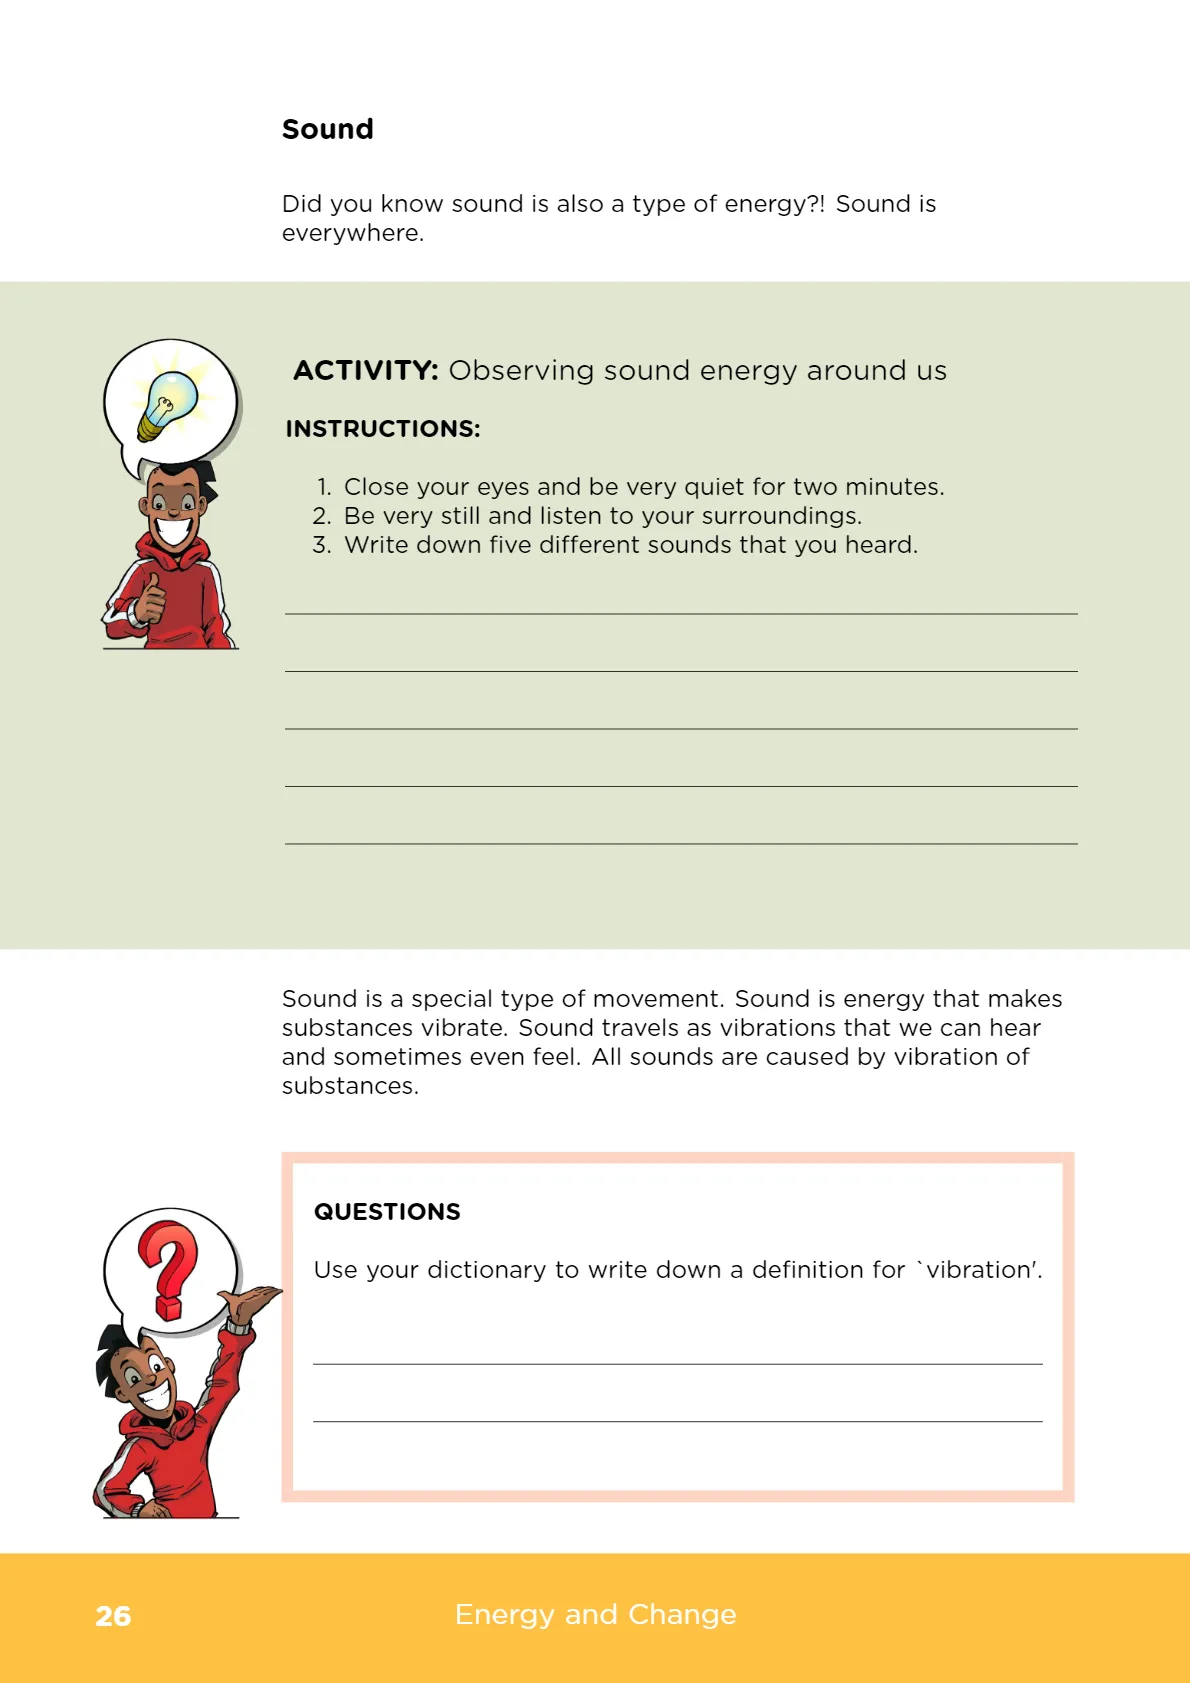 Sound
Did you know sound is also a type of energy?! Sound is
everywhere.
ACTIVITY: Observing sound energy around us
INSTRUCTIONS:
1. Close your eyes and be very quiet for two minutes.
2. Be very still and listen to your surroundings.
3. Write down five different sounds that you heard.
Sound is a special type of movement. Sound is energy that makes
substances vibrate. Sound travels as vibrations that we can hear
and sometimes even feel. All sounds are caused by vibration of
substances.
QUESTIONS
Use your dictionary to write down a definition for `vibration'.
?
26
Energy and Change